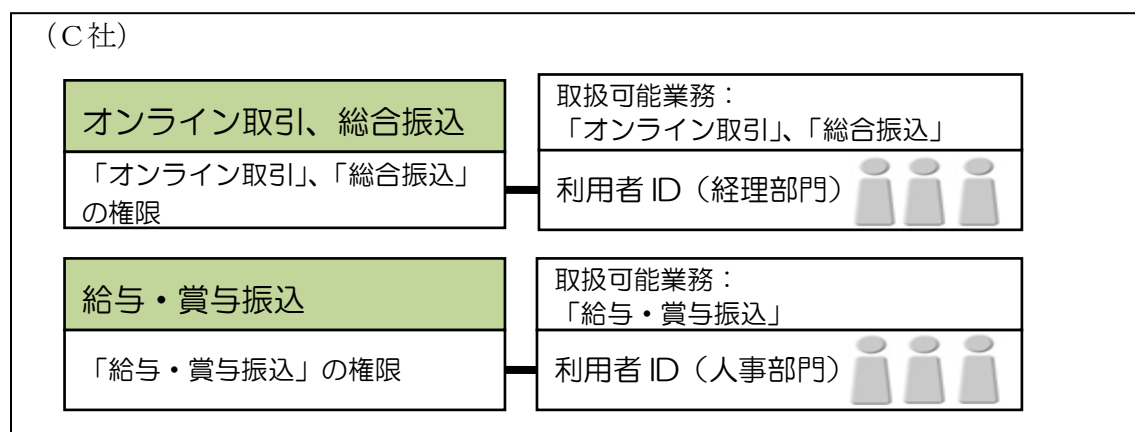 （C社）
オンライン取引、総合振込
「オンライン取引」、「総合振込」
の権限
取扱可能業務：
「オンライン取引」、「総合振込」
利用者 ID（経理部門）
給与・賞与振込
「給与・賞与振込」の権限
取扱可能業務：
「給与・賞与振込」
利用者 ID（人事部門）